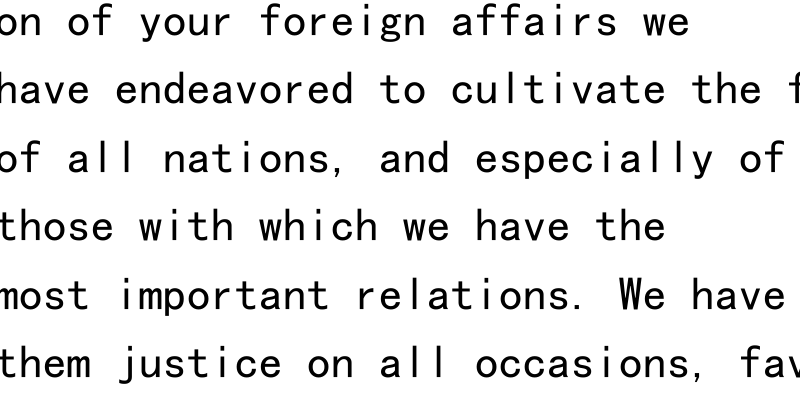 on of your foreign affairs we
have endeavored to cultivate the
of all nations, and especially of
those with which we have the
most important relations. We have
them justice on all occasions,